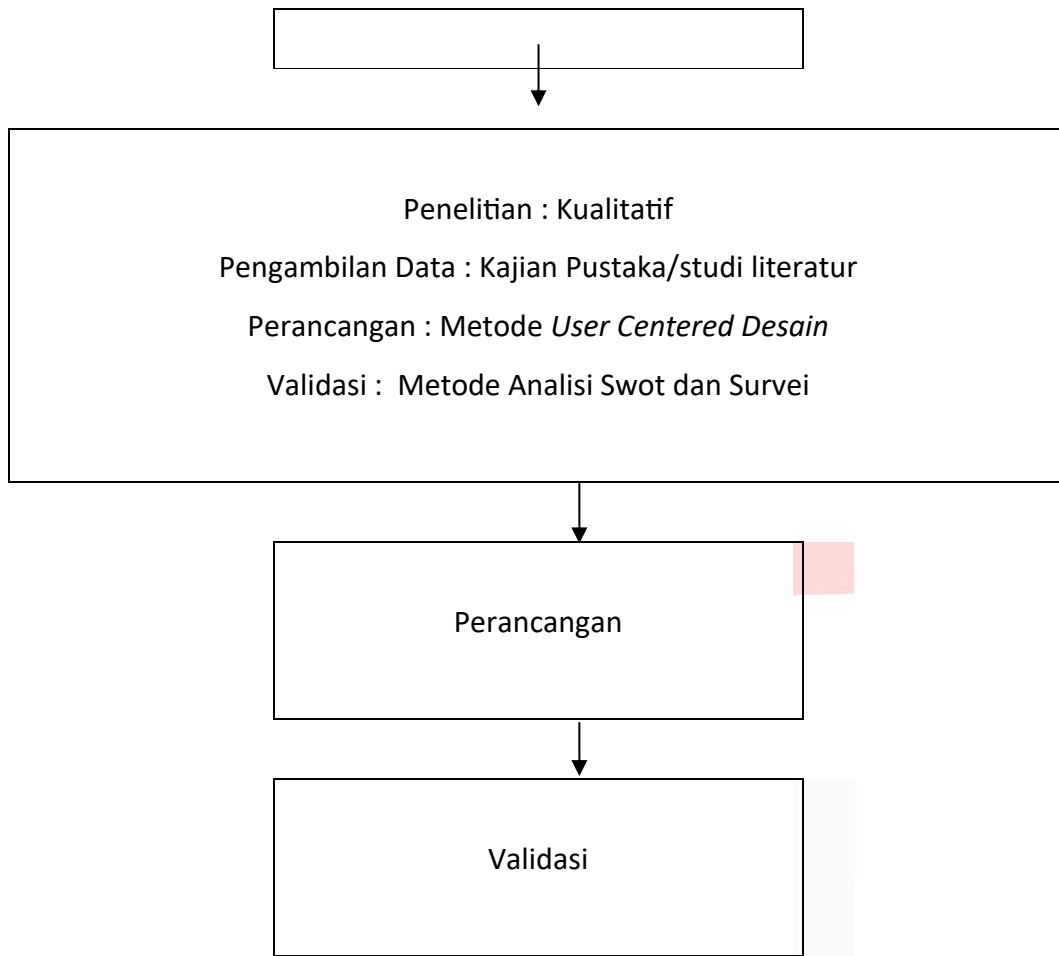 Penelitian : Kualitatif
Pengambilan Data : Kajian Pustaka/studi literatur
Perancangan : Metode User Centered Desain
Validasi : Metode Analisi Swot dan Survei
Perancangan
Validasi